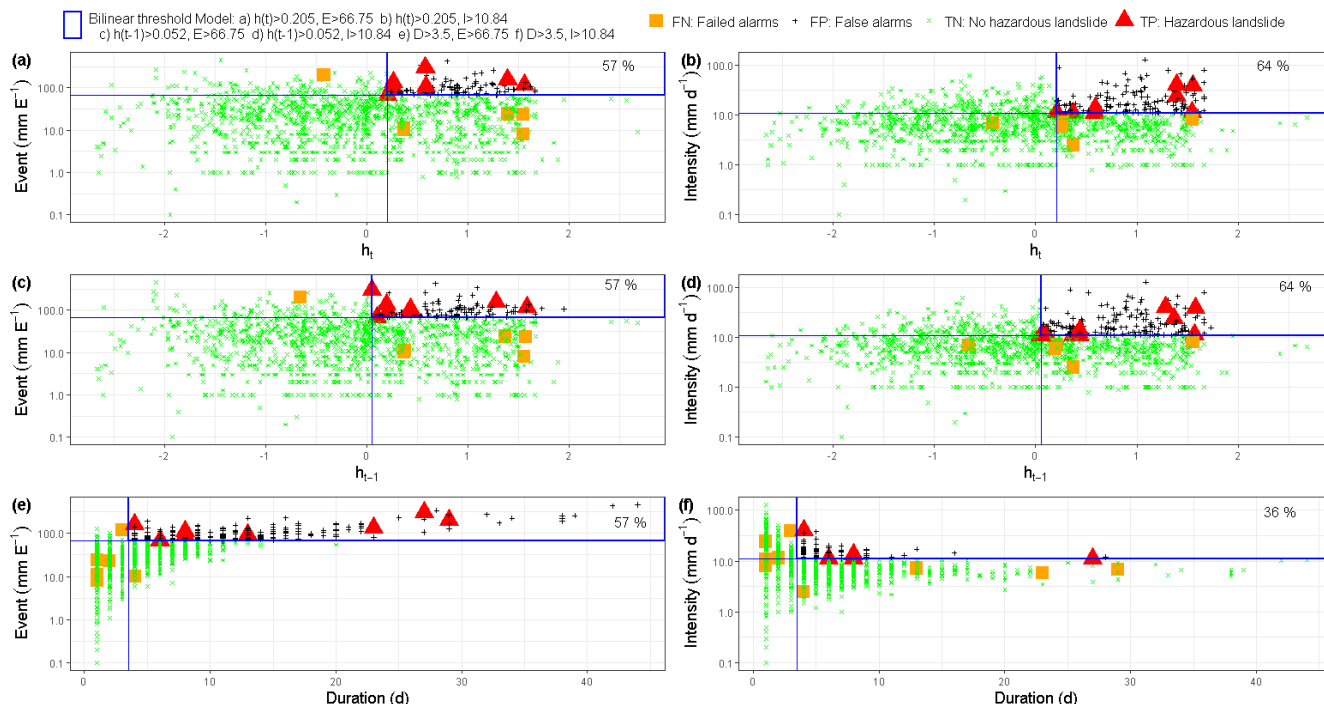 Bilinear threshold Model: a) h(t)>0.205, E>66.75 b) h(t)>0.205, I>10.84
c) h(t-1)>0.052, E>66.75 d) h(t-1)>0.052, I>10.84 e) D>3.5, E>66.75 f) D>3.5, I>10.84
FN: Failed alarms
FP: False alarms
TN: No hazardous landslide
TP: Hazardous landslide
(a)
57 %
Event (mm E⁻¹)
100.0
10.0
1.0
0.1
-2
-1
0
1
2
hₜ
(b)
64 %
Intensity (mm d⁻¹)
100.0
10.0
1.0
0.1
-2
-1
0
1
2
hₜ
(c)
57 %
Event (mm E⁻¹)
100.0
10.0
1.0
0.1
-2
-1
0
1
2
hₜ₋₁
(d)
64 %
Intensity (mm d⁻¹)
100.0
10.0
1.0
0.1
-2
-1
0
1
2
hₜ₋₁
(e)
57 %
Event (mm E⁻¹)
100.0
10.0
1.0
0.1
0
10
20
30
40
Duration (d)
(f)
36 %
Intensity (mm d⁻¹)
100.0
10.0
1.0
0.1
0
10
20
30
40
Duration (d)